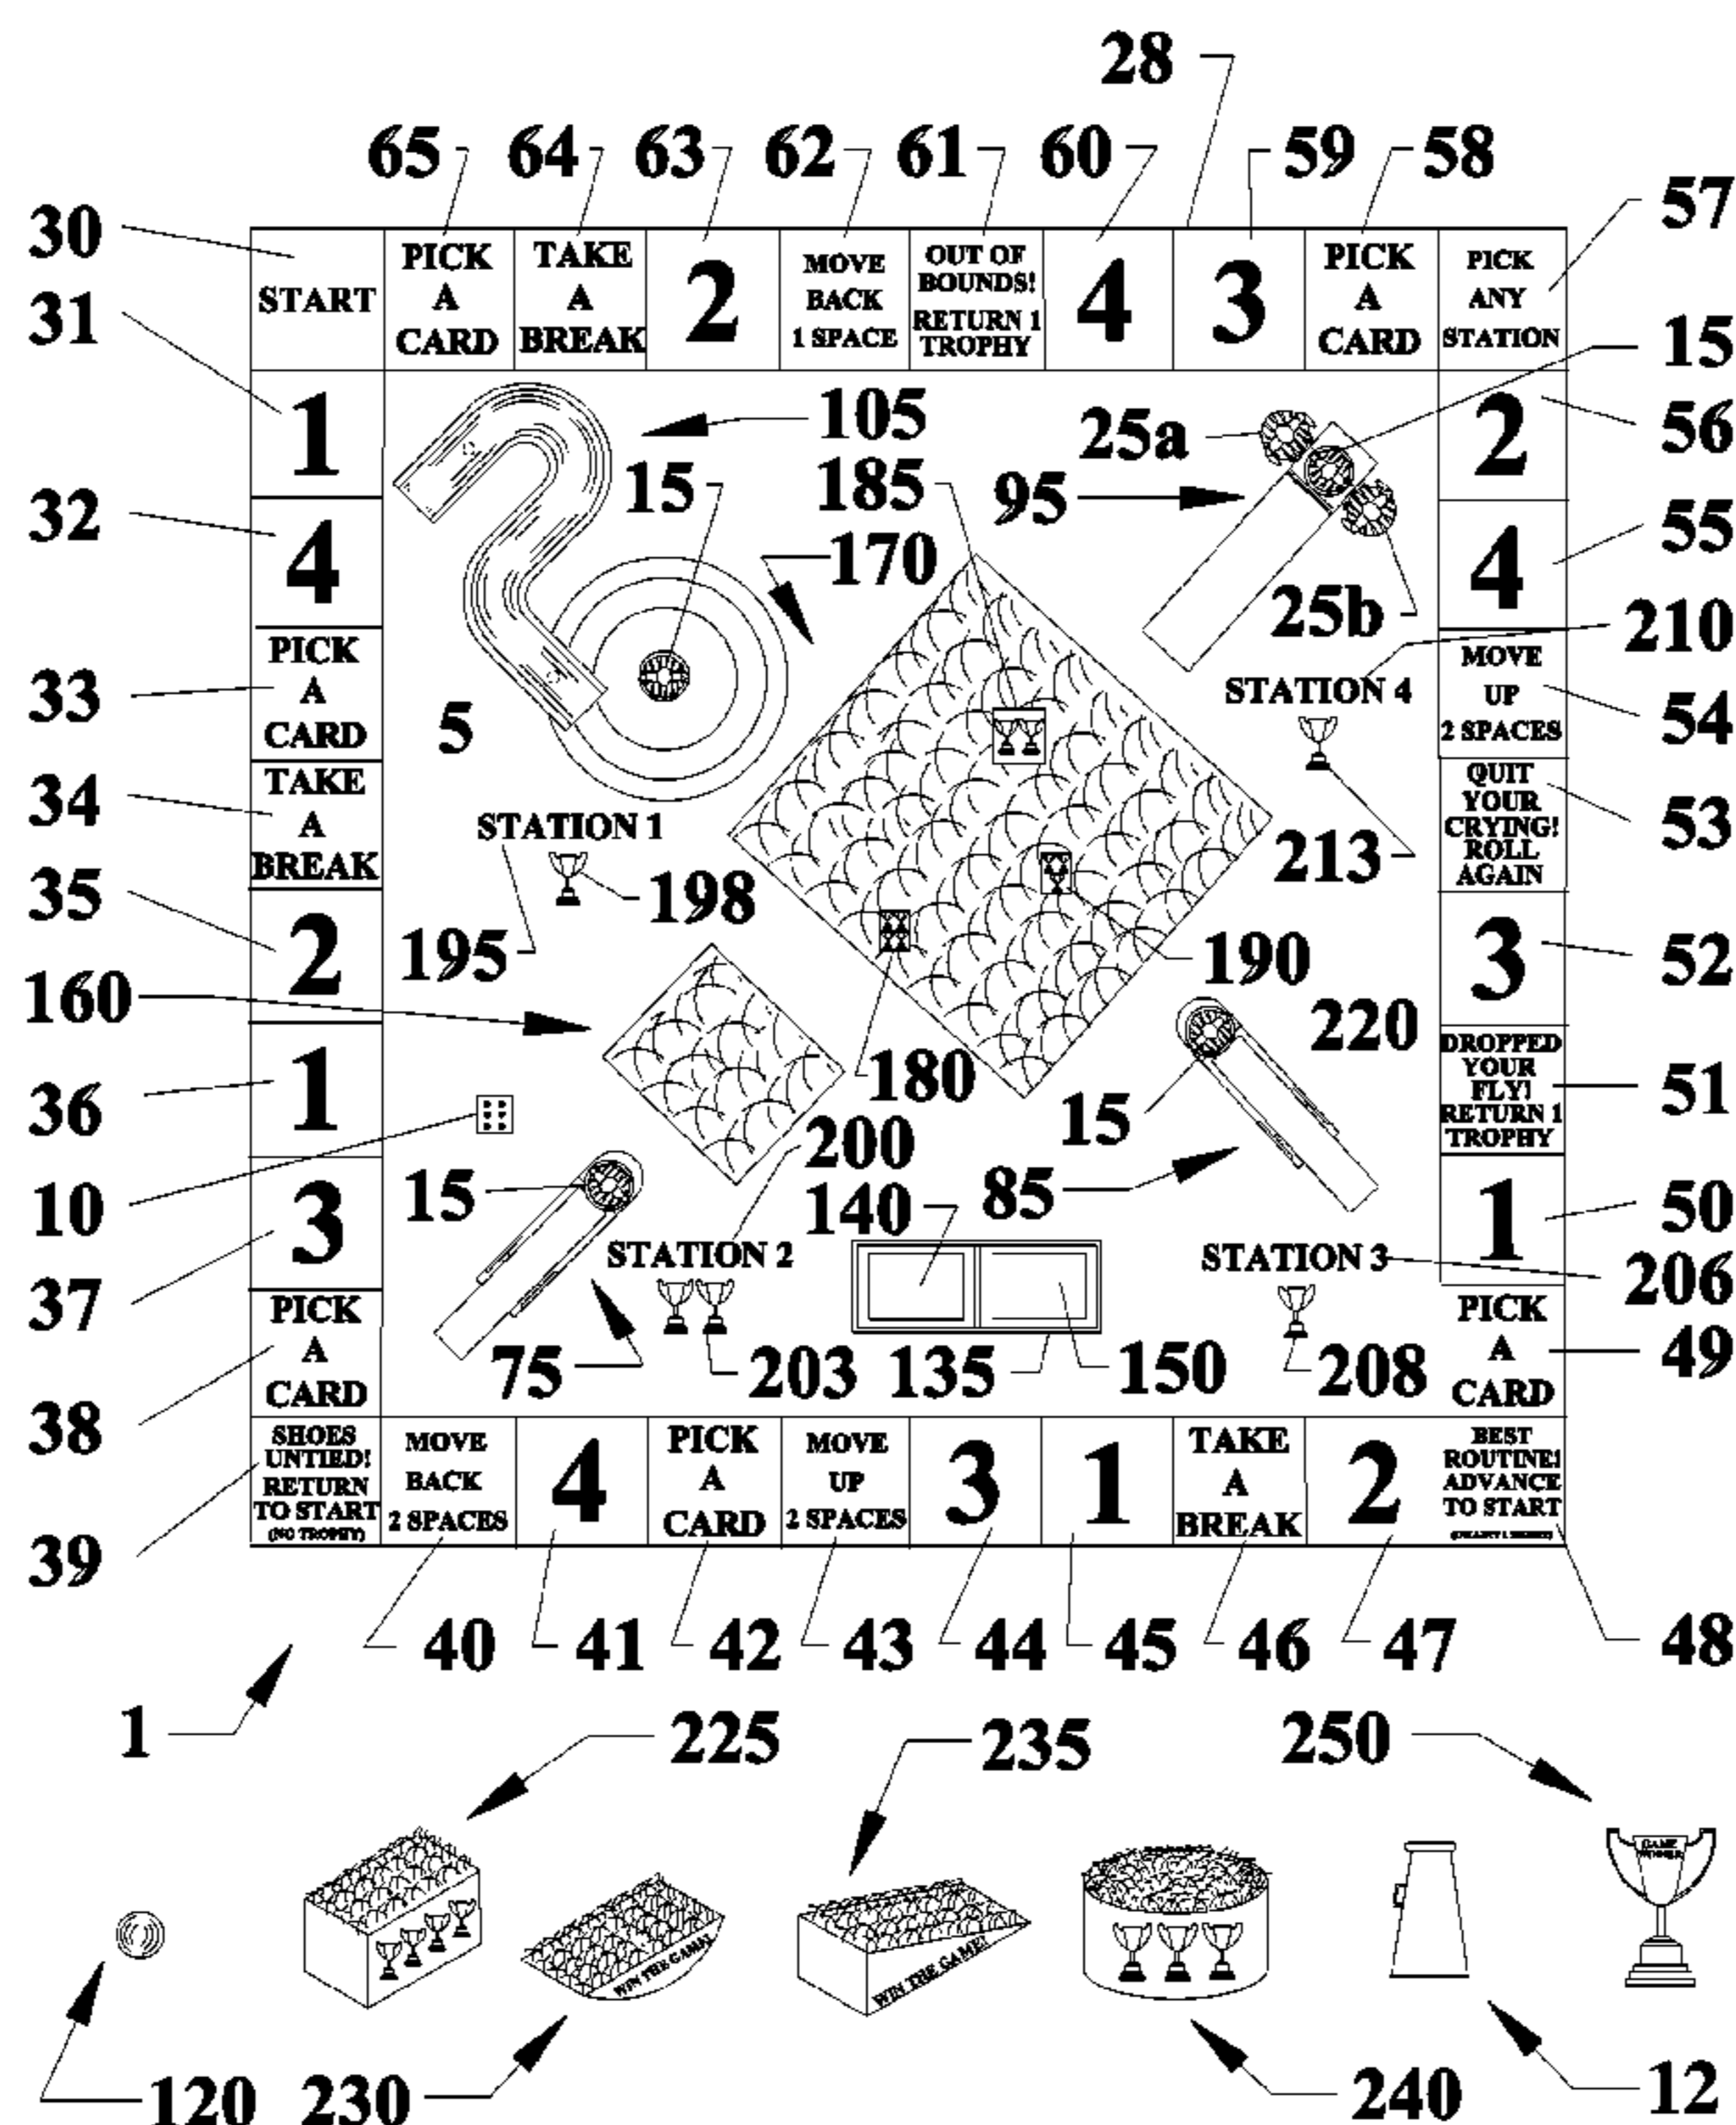 28
65 64 63 62 61 60 59 58
57
30
START
PICK
A
CARD
TAKE
A
BREAK
2
MOVE
BACK
1 SPACE
OUT OF
BOUNDS!
RETURN 1
TROPHY
4
3
PICK
A
CARD
PICK
ANY
STATION
31
1
105
25a
15
2
56
15
185
95
32
4
170
25b
4
55
210
33
PICK
A
CARD
5
STATION 4
MOVE
UP
2 SPACES
54
34
TAKE
A
BREAK
STATION 1
198
213
QUIT
YOUR
CRYING!
ROLL
AGAIN
53
35
2
195
190
3
52
160
220
36
1
180
15
DROPPED
YOUR
FLY!
RETURN 1
TROPHY
51
10
15
200
140
85
1
50
37
3
STATION 2
STATION 3
206
38
PICK
A
CARD
75
203
135
150
208
PICK
A
CARD
49
39
SHOES
UNTIED!
RETURN
TO START
(NO TROPHY)
MOVE
BACK
2 SPACES
4
PICK
A
CARD
MOVE
UP
2 SPACES
3
1
TAKE
A
BREAK
2
BEST
ROUTINE!
ADVANCE
TO START
40 41 42 43 44 45 46 47 48
1
225
235
250
GAME
WINNER
WIN THE GAME!
WIN THE GAME!
120
230
240
12